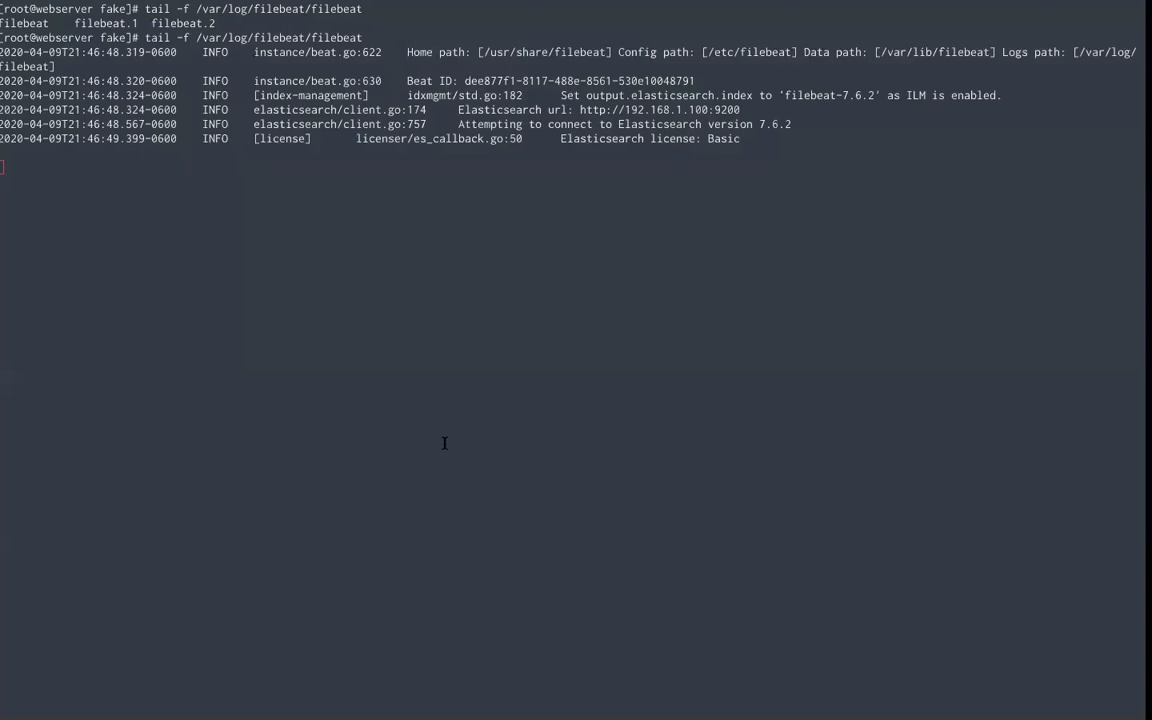 [root@webserver fake]# tail -f /var/log/filebeat/filebeat
filebeat    filebeat.1  filebeat.2
[root@webserver fake]# tail -f /var/log/filebeat/filebeat
2020-04-09T21:46:48.319-0600    INFO    instance/beat.go:622    Home path: [/usr/share/filebeat] Config path: [/etc/filebeat] Data path: [/var/lib/filebeat] Logs path: [/var/log/
filebeat]
2020-04-09T21:46:48.320-0600    INFO    instance/beat.go:630    Beat ID: dee877f1-8117-488e-8561-530e10048791
2020-04-09T21:46:48.324-0600    INFO    [index-management]      idxmgmt/std.go:182      Set output.elasticsearch.index to 'filebeat-7.6.2' as ILM is enabled.
2020-04-09T21:46:48.324-0600    INFO    elasticsearch/client.go:174     Elasticsearch url: http://192.168.1.100:9200
2020-04-09T21:46:48.567-0600    INFO    elasticsearch/client.go:757     Attempting to connect to Elasticsearch version 7.6.2
2020-04-09T21:46:49.399-0600    INFO    [license]       licenser/es_callback.go:50      Elasticsearch license: Basic